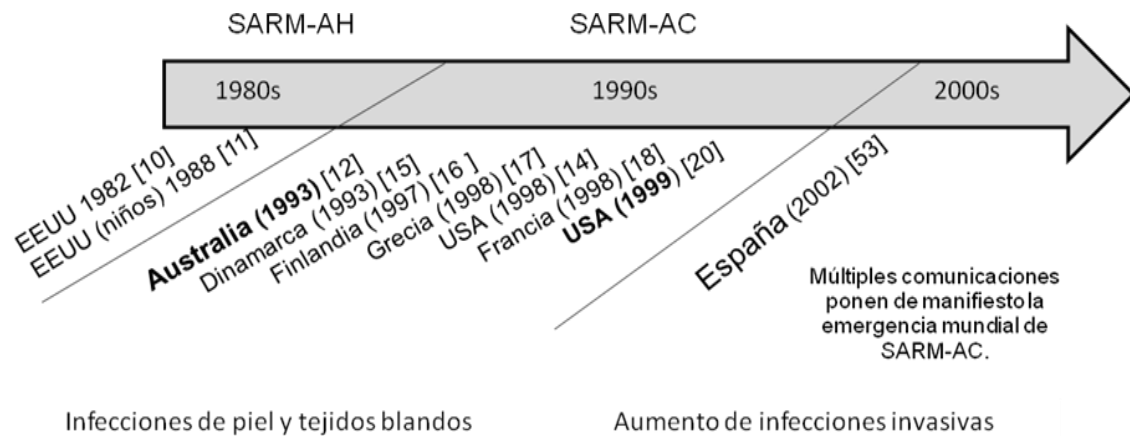 SARM-AH
SARM-AC
1980s
1990s
2000s
EEUU 1982 [10]
EEUU (niños) 1988 [11]
Australia (1993) [12]
Dinamarca (1993) [15]
Finlandia (1997) [16 ]
Grecia (1998) [17]
USA (1998) [14]
Francia (1998) [18]
USA (1999) [20]
España (2002) [53]
Múltiples comunicaciones
ponen de manifiesto la
emergencia mundial de
SARM-AC.
Infecciones de piel y tejidos blandos
Aumento de infecciones invasivas